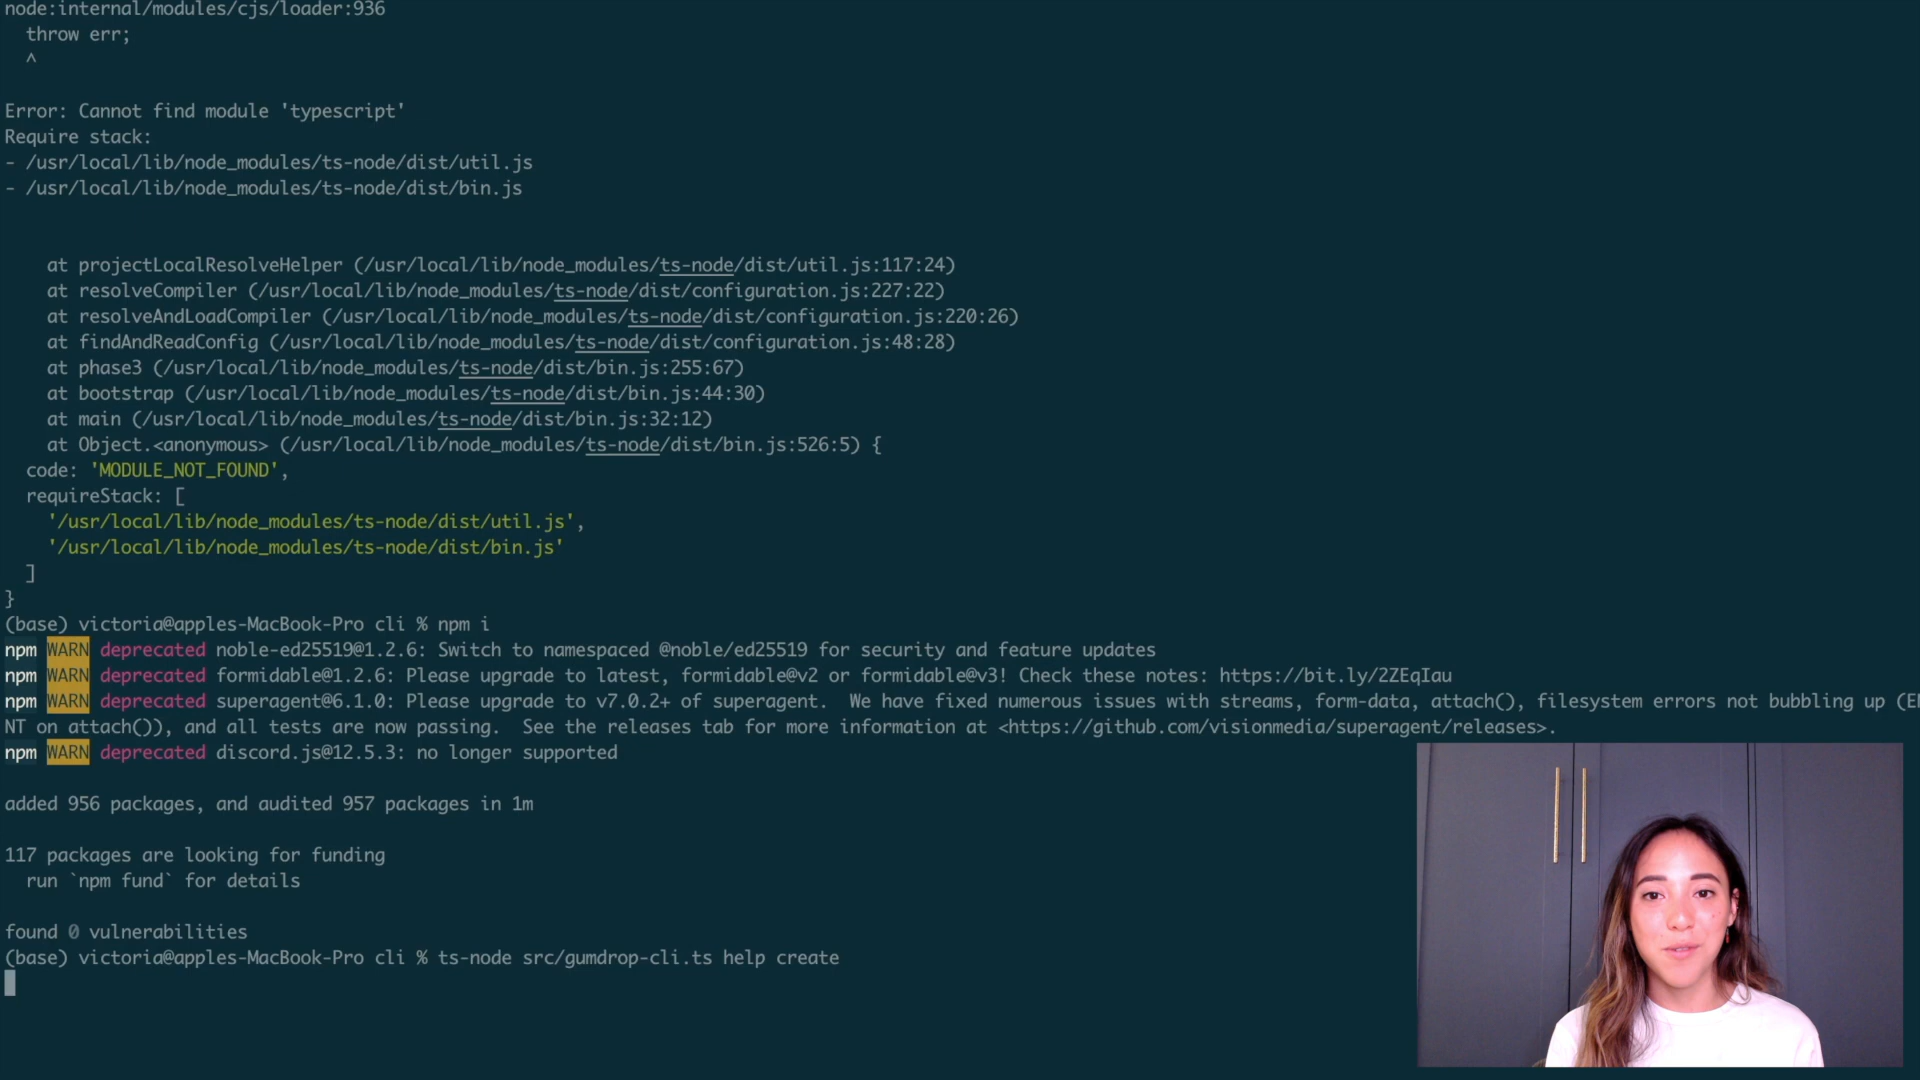 node:internal/modules/cjs/loader:936
throw err;
^
Error: Cannot find module 'typescript'
Require stack:
- /usr/local/lib/node_modules/ts-node/dist/util.js
- /usr/local/lib/node_modules/ts-node/dist/bin.js
at projectLocalResolveHelper (/usr/local/lib/node_modules/ts-node/dist/util.js:117:24)
at resolveCompiler (/usr/local/lib/node_modules/ts-node/dist/configuration.js:227:22)
at resolveAndLoadCompiler (/usr/local/lib/node_modules/ts-node/dist/configuration.js:220:26)
at findAndReadConfig (/usr/local/lib/node_modules/ts-node/dist/configuration.js:48:28)
at phase3 (/usr/local/lib/node_modules/ts-node/dist/bin.js:255:67)
at bootstrap (/usr/local/lib/node_modules/ts-node/dist/bin.js:44:30)
at main (/usr/local/lib/node_modules/ts-node/dist/bin.js:32:12)
at Object.<anonymous> (/usr/local/lib/node_modules/ts-node/dist/bin.js:526:5) {
code: 'MODULE_NOT_FOUND',
requireStack: [
'/usr/local/lib/node_modules/ts-node/dist/util.js',
'/usr/local/lib/node_modules/ts-node/dist/bin.js'
]
}
(base) victoria@apples-MacBook-Pro cli % npm i
npm WARN deprecated noble-ed25519@1.2.6: Switch to namespaced @noble/ed25519 for security and feature updates
npm WARN deprecated formidable@1.2.6: Please upgrade to latest, formidable@v2 or formidable@v3! Check these notes: https://bit.ly/2ZEqIau
npm WARN deprecated superagent@6.1.0: Please upgrade to v7.0.2+ of superagent.  We have fixed numerous issues with streams, form-data, attach(), filesystem errors not bubbling up (E
NT on attach()), and all tests are now passing.  See the releases tab for more information at <https://github.com/visionmedia/superagent/releases>.
npm WARN deprecated discord.js@12.5.3: no longer supported
added 956 packages, and audited 957 packages in 1m
117 packages are looking for funding
run `npm fund` for details
found 0 vulnerabilities
(base) victoria@apples-MacBook-Pro cli % ts-node src/gumdrop-cli.ts help create